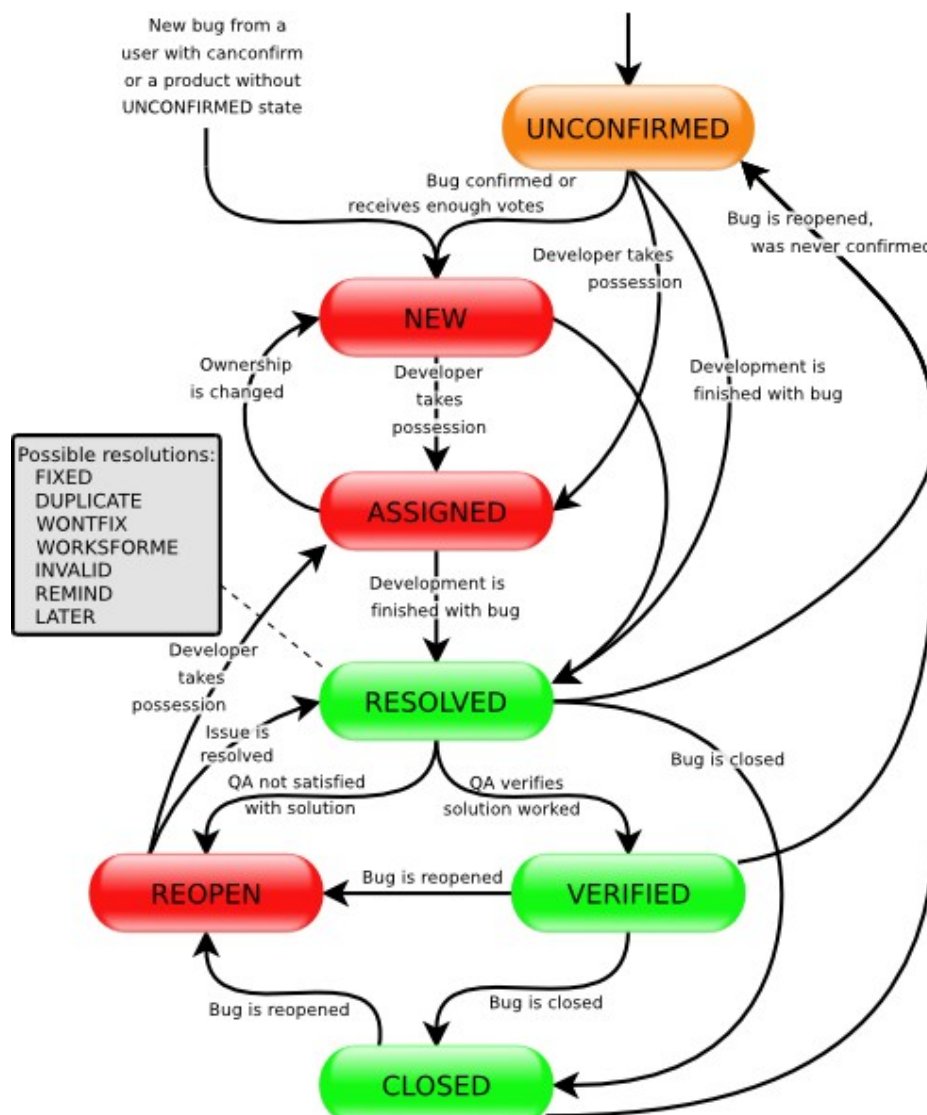 New bug from a
user with canconfirm
or a product without
UNCONFIRMED state
UNCONFIRMED
Bug confirmed or
receives enough votes
Bug is reopened,
was never confirmed
Developer takes
possession
NEW
Ownership
is changed
Developer
takes
possession
Development is
finished with bug
Possible resolutions:
FIXED
DUPLICATE
WONTFIX
WORKSFORME
INVALID
REMIND
LATER
ASSIGNED
Development is
finished with bug
Developer
takes
possession
RESOLVED
Issue is
resolved
Bug is closed
QA not satisfied
with solution
QA verifies
solution worked
REOPEN
Bug is reopened
VERIFIED
Bug is reopened
Bug is closed
CLOSED